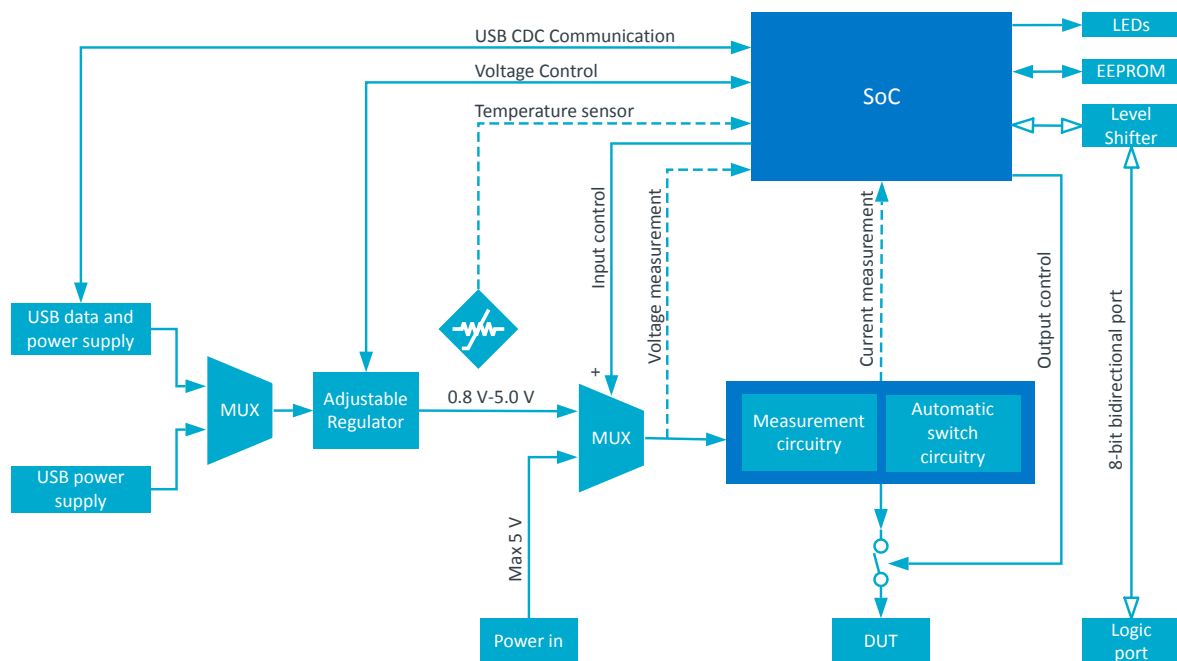 USB CDC Communication
Voltage Control
Temperature sensor
SoC
LEDs
EEPROM
Level
Shifter
Input control
Voltage measurement
Current measurement
Output control
8-bit bidirectional port
USB data and
power supply
MUX
Adjustable
Regulator
0.8 V-5.0 V
+
MUX
Measurement
circuitry
Automatic
switch
circuitry
USB power
supply
Max 5 V
Power in
DUT
Logic
port